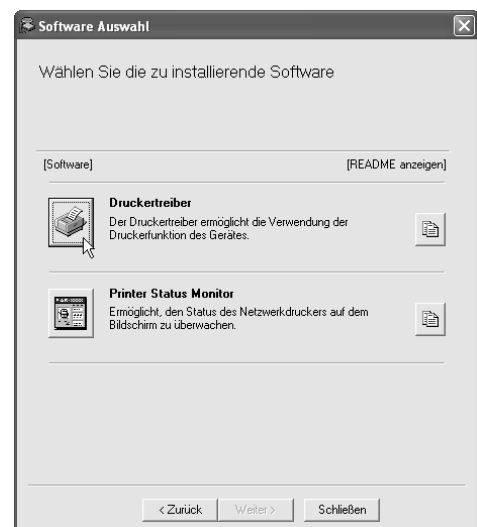 Software Auswahl
Wählen Sie die zu installierende Software
[Software] [README anzeigen]
Druckertreiber
Der Druckertreiber ermöglicht die Verwendung der
Druckerfunktion des Gerätes.
Printer Status Monitor
Ermöglicht, den Status des Netzwerkdruckers auf dem
Bildschirm zu überwachen.
< Zurück Weiter > Schließen